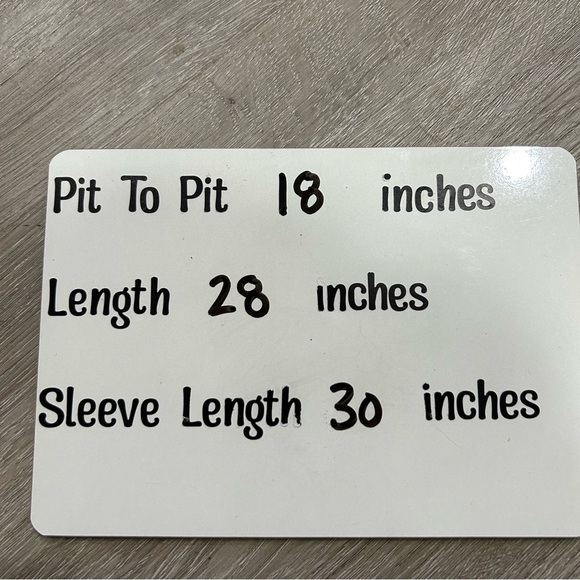 Pit To Pit 18 inches
Length 28 inches
Sleeve Length 30 inches